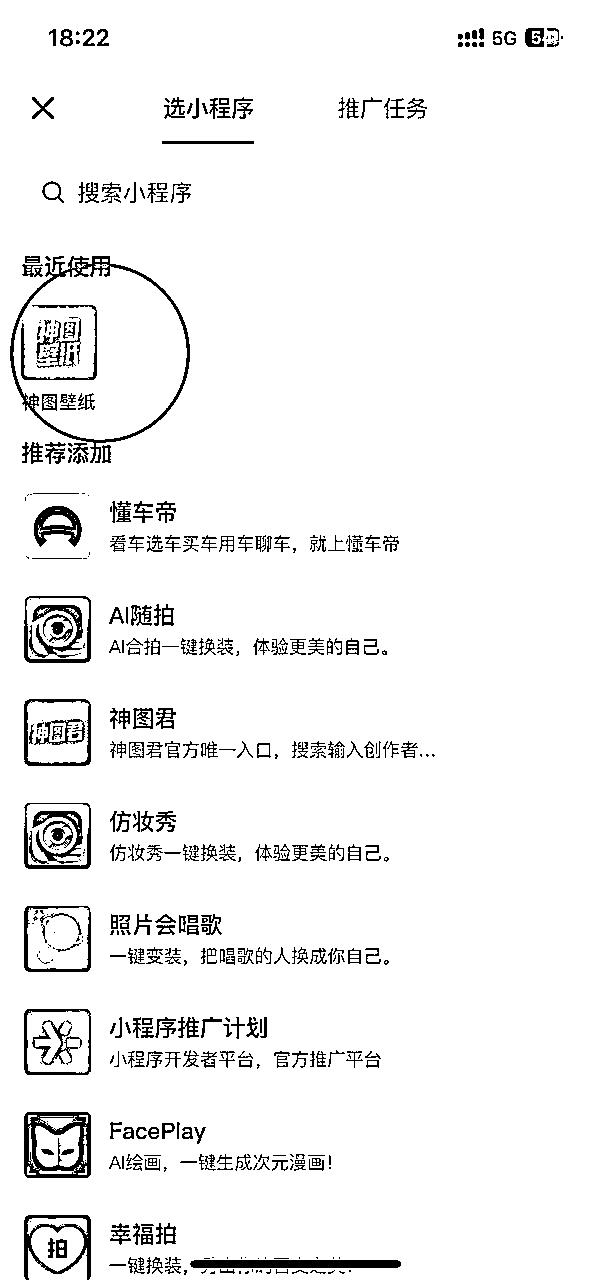 18:22
5G
选小程序
推广任务
搜索小程序
最近使用
神图
壁纸
神图壁纸
推荐添加
懂车帝
看车选车买车用车聊车，就上懂车帝
AI随拍
AI合拍一键换装，体验更美的自己。
神图君
神图君
神图君官方唯一入口，搜索输入创作者...
仿妆秀
仿妆秀一键换装，体验更美的自己。
照片会唱歌
一键变装，把唱歌的人换成你自己。
小程序推广计划
小程序开发者平台，官方推广平台
FacePlay
AI绘画，一键生成次元漫画！
拍
幸福拍
一键换装，